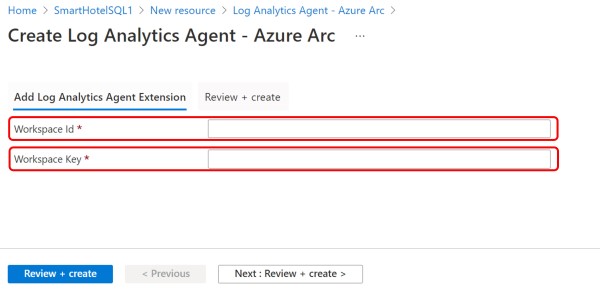 Home > SmartHotelSQL1 > New resource > Log Analytics Agent - Azure Arc >
Create Log Analytics Agent - Azure Arc ...
Add Log Analytics Agent Extension Review + create
Workspace Id *
Workspace Key *
Review + create < Previous Next : Review + create >